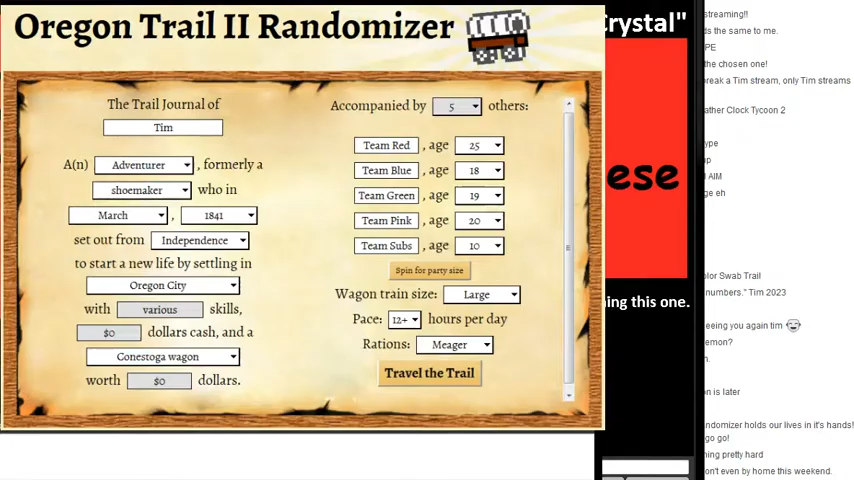 Oregon Trail II Randomizer
The Trail Journal of
Tim
A(n) Adventurer , formerly a
shoemaker who in
March , 1841
set out from Independence
to start a new life by settling in
Oregon City
with various skills,
$0 dollars cash, and a
Conestoga wagon
worth $0 dollars.
Accompanied by 5 others:
Team Red , age 25
Team Blue , age 18
Team Green , age 19
Team Pink , age 20
Team Subs , age 10
Spin for party size
Wagon train size: Large
Pace: 12+ hours per day
Rations: Meager
Travel the Trail
Crystal"
ese
ing this one.
streaming!!
ds the same to me.
PE
the chosen one!
reak a Tim stream, only Tim streams
ather Clock Tycoon 2
ype
up
AIM
ge eh
olor Swab Trail
numbers." Tim 2023
eeing you again tim
emon?
n.
on is later
andomizer holds our lives in it's hands!
go go!
ning pretty hard
on't even by home this weekend.